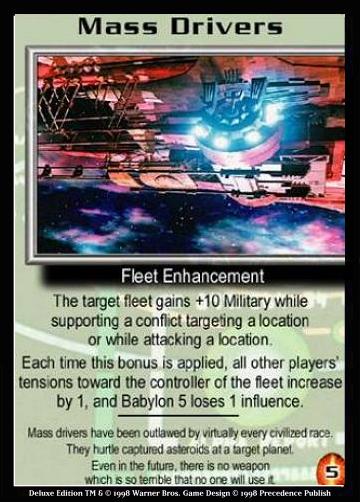 Mass Drivers
Fleet Enhancement
The target fleet gains +10 Military while
supporting a conflict targeting a location
or while attacking a location.
Each time this bonus is applied, all other players'
tensions toward the controller of the fleet increase
by 1, and Babylon 5 loses 1 influence.
Mass drivers have been outlawed by virtually every civilized race.
They hurtle captured asteroids at a target planet.
Even in the future, there is no weapon
which is so terrible that no one will use it.
5
Deluxe Edition TM & © 1998 Warner Bros. Game Design © 1998 Precedence Publish